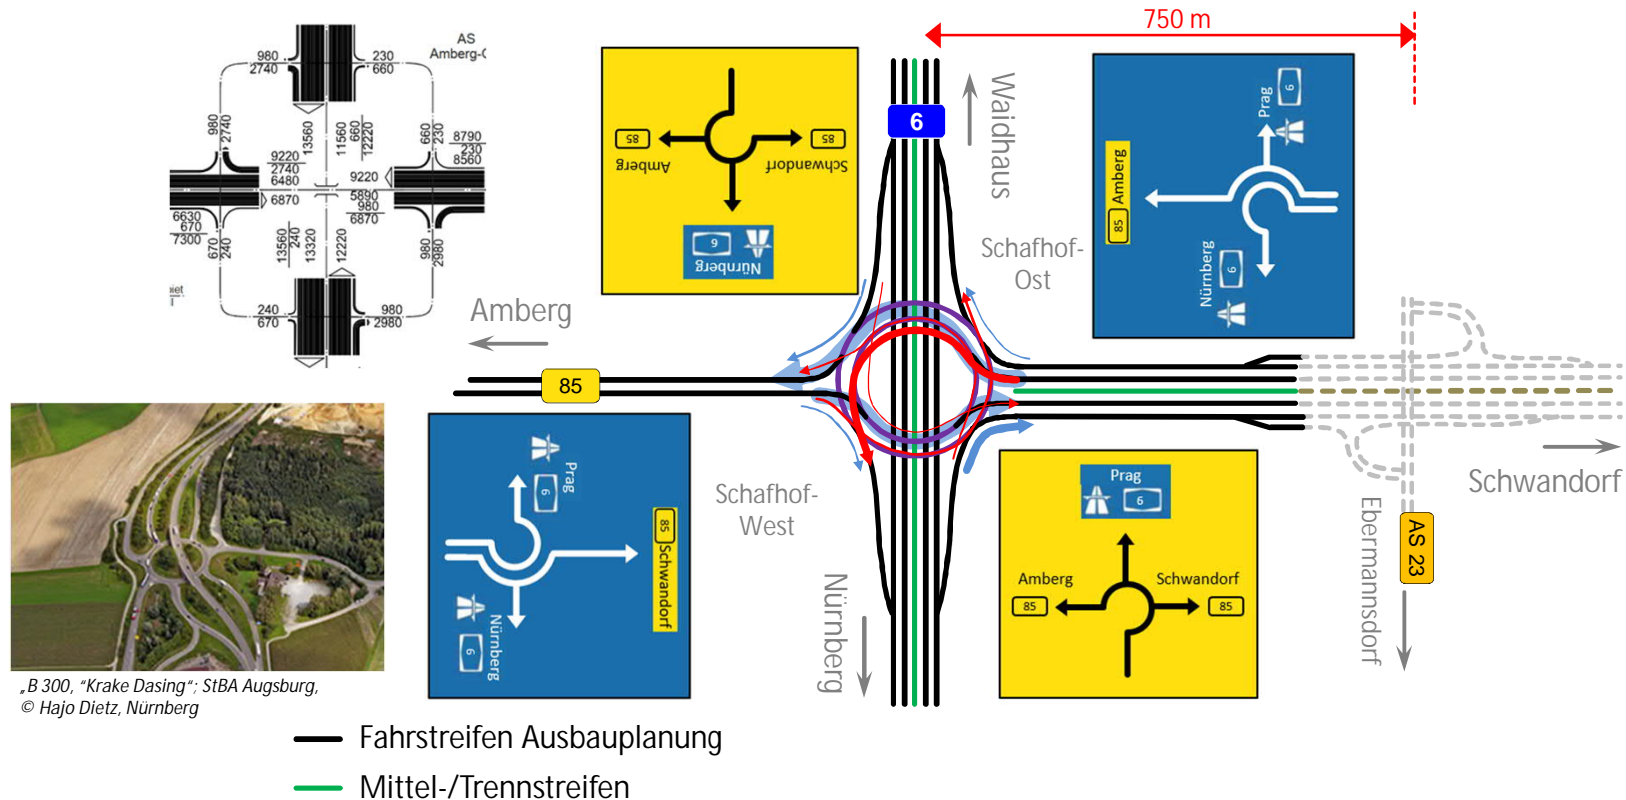 750 m
AS
Amberg-
980
2740
230
660
980
2740
13560
11560
660
12220
660
230
8790
230
8560
9220
2740
6480
9220
6870
5890
980
6870
6630
670
7300
670
240
13560
240
13320
12220
980
2980
240
670
980
2980
85
Amberg
85
Schwandorf
6
Nürnberg
6
Waidhaus
Prag
6
85 Amberg
Nürnberg
6
Schafhof-
Ost
Amberg
85
Prag
6
85 Schwandorf
Nürnberg
6
Schafhof-
West
Nürnberg
Prag
6
Amberg
85
Schwandorf
85
Schwandorf
Ebermannsdorf
AS 23
„B 300, “Krake Dasing“; StBA Augsburg,
© Hajo Dietz, Nürnberg
Fahrstreifen Ausbauplanung
Mittel-/Trennstreifen